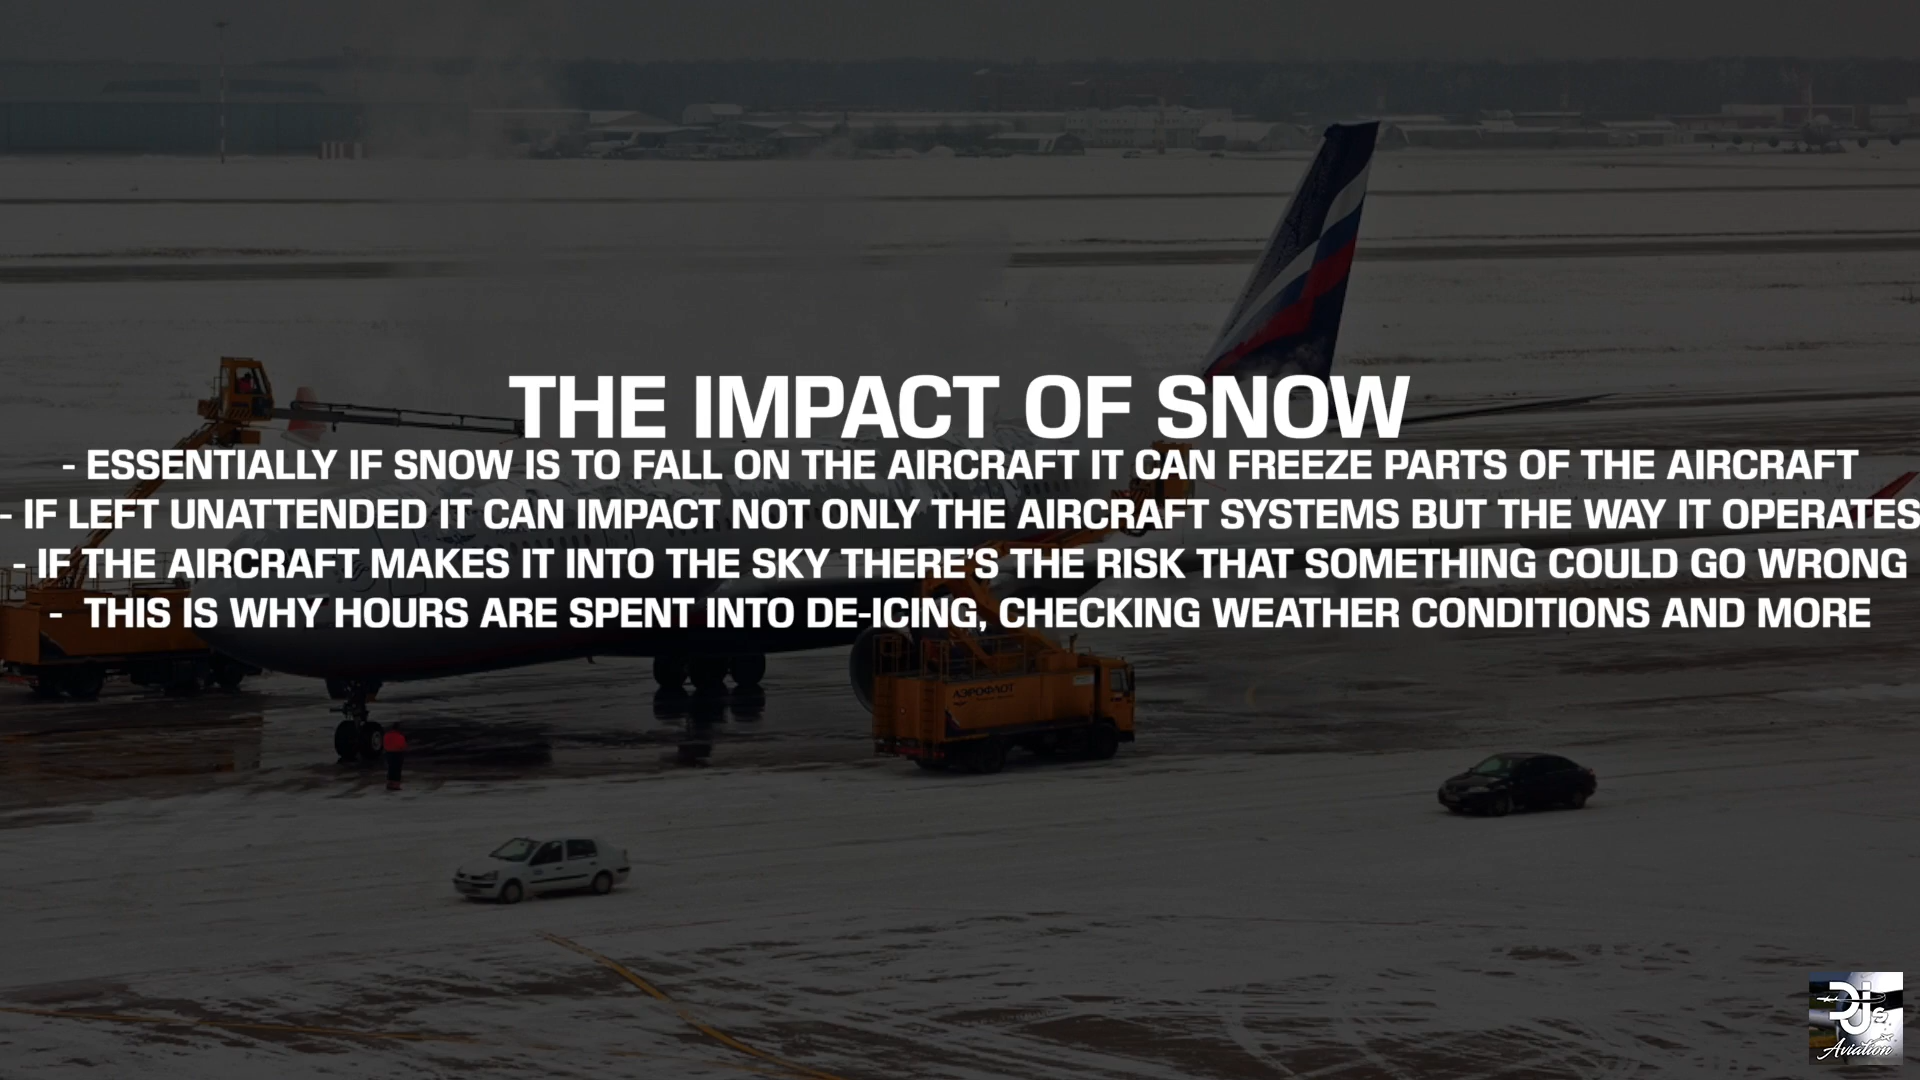 THE IMPACT OF SNOW
- ESSENTIALLY IF SNOW IS TO FALL ON THE AIRCRAFT IT CAN FREEZE PARTS OF THE AIRCRAFT
- IF LEFT UNATTENDED IT CAN IMPACT NOT ONLY THE AIRCRAFT SYSTEMS BUT THE WAY IT OPERATES
- IF THE AIRCRAFT MAKES IT INTO THE SKY THERE’S THE RISK THAT SOMETHING COULD GO WRONG
- THIS IS WHY HOURS ARE SPENT INTO DE-ICING, CHECKING WEATHER CONDITIONS AND MORE
АЭРОФЛОТ
DJ's
Aviation